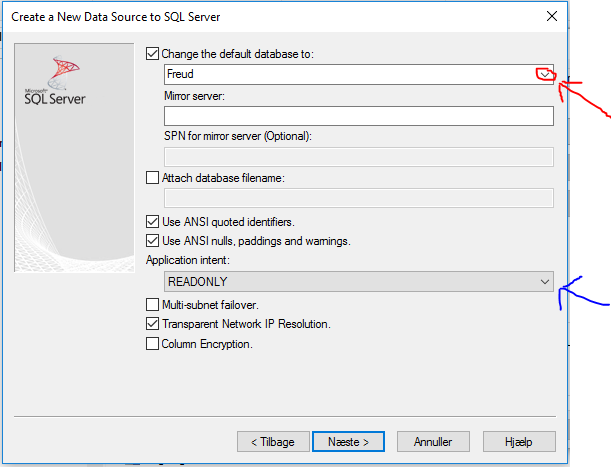 Create a New Data Source to SQL Server
Change the default database to:
Freud
Mirror server:
SPN for mirror server (Optional):
Attach database filename:
Use ANSI quoted identifiers.
Use ANSI nulls, paddings and warnings.
Application intent:
READONLY
Multi-subnet failover.
Transparent Network IP Resolution.
Column Encryption.
Microsoft
SQL Server
< Tilbage
Næste >
Annuller
Hjælp